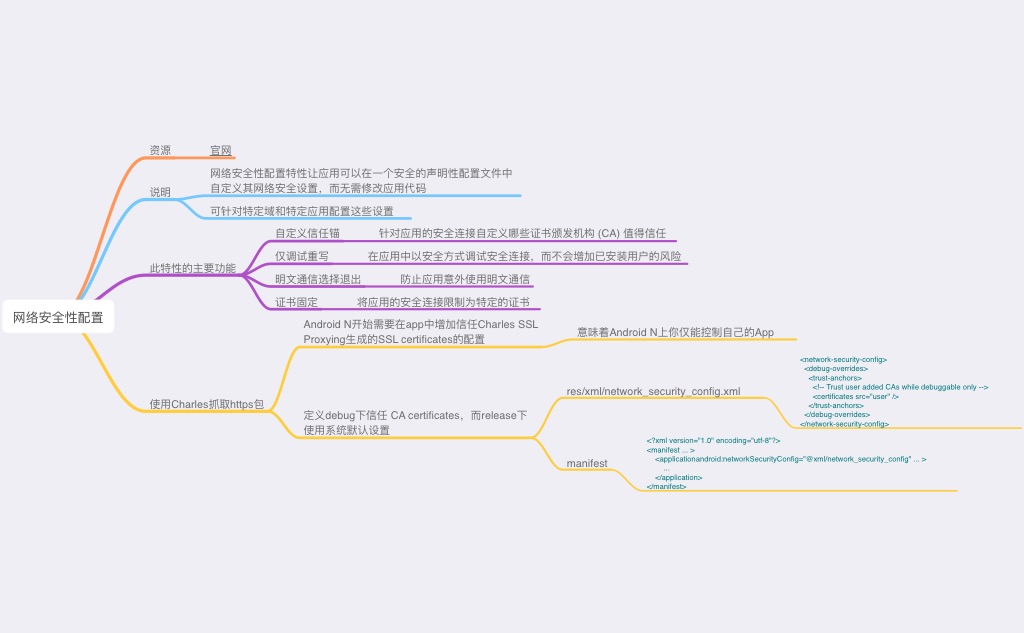 网络安全性配置
资源
官网
说明
网络安全性配置特性让应用可以在一个安全的声明性配置文件中
自定义其网络安全设置，而无需修改应用代码
可针对特定域和特定应用配置这些设置
此特性的主要功能
自定义信任锚
针对应用的安全连接自定义哪些证书颁发机构 (CA) 值得信任
仅调试重写
在应用中以安全方式调试安全连接，而不会增加已安装用户的风险
明文通信选择退出
防止应用意外使用明文通信
证书固定
将应用的安全连接限制为特定的证书
使用Charles抓取https包
Android N开始需要在app中增加信任Charles SSL
Proxying生成的SSL certificates的配置
意味着Android N上你仅能控制自己的App
定义debug下信任 CA certificates，而release下
使用系统默认设置
res/xml/network_security_config.xml
<network-security-config>
<debug-overrides>
<trust-anchors>
<!-- Trust user added CAs while debuggable only -->
<certificates src="user" />
</trust-anchors>
</debug-overrides>
</network-security-config>
manifest
<?xml version="1.0" encoding="utf-8"?>
<manifest ... >
<applicationandroid:networkSecurityConfig="@xml/network_security_config" ... >
...
</application>
</manifest>